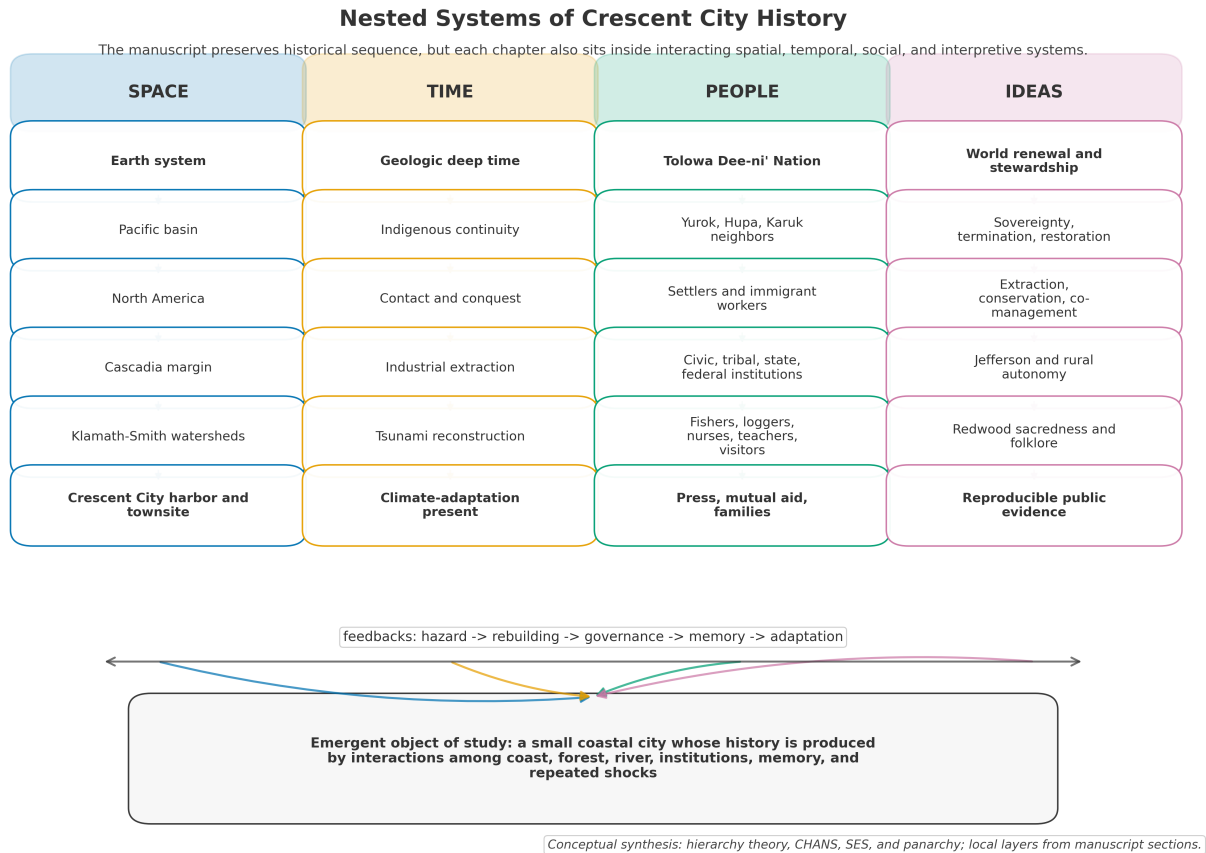 Nested Systems of Crescent City History
The manuscript preserves historical sequence, but each chapter also sits inside interacting spatial, temporal, social, and interpretive systems.
SPACE
Earth system
Pacific basin
North America
Cascadia margin
Klamath-Smith watersheds
Crescent City harbor and
townsite
TIME
Geologic deep time
Indigenous continuity
Contact and conquest
Industrial extraction
Tsunami reconstruction
Climate-adaptation
present
PEOPLE
Tolowa Dee-ni' Nation
Yurok, Hupa, Karuk
neighbors
Settlers and immigrant
workers
Civic, tribal, state,
federal institutions
Fishers, loggers,
nurses, teachers,
visitors
Press, mutual aid,
families
IDEAS
World renewal and
stewardship
Sovereignty,
termination, restoration
Extraction,
conservation, co-
management
Jefferson and rural
autonomy
Redwood sacredness and
folklore
Reproducible public
evidence
feedbacks: hazard -> rebuilding -> governance -> memory -> adaptation
Emergent object of study: a small coastal city whose history is produced
by interactions among coast, forest, river, institutions, memory, and
repeated shocks
Conceptual synthesis: hierarchy theory, CHANS, SES, and panarchy; local layers from manuscript sections.